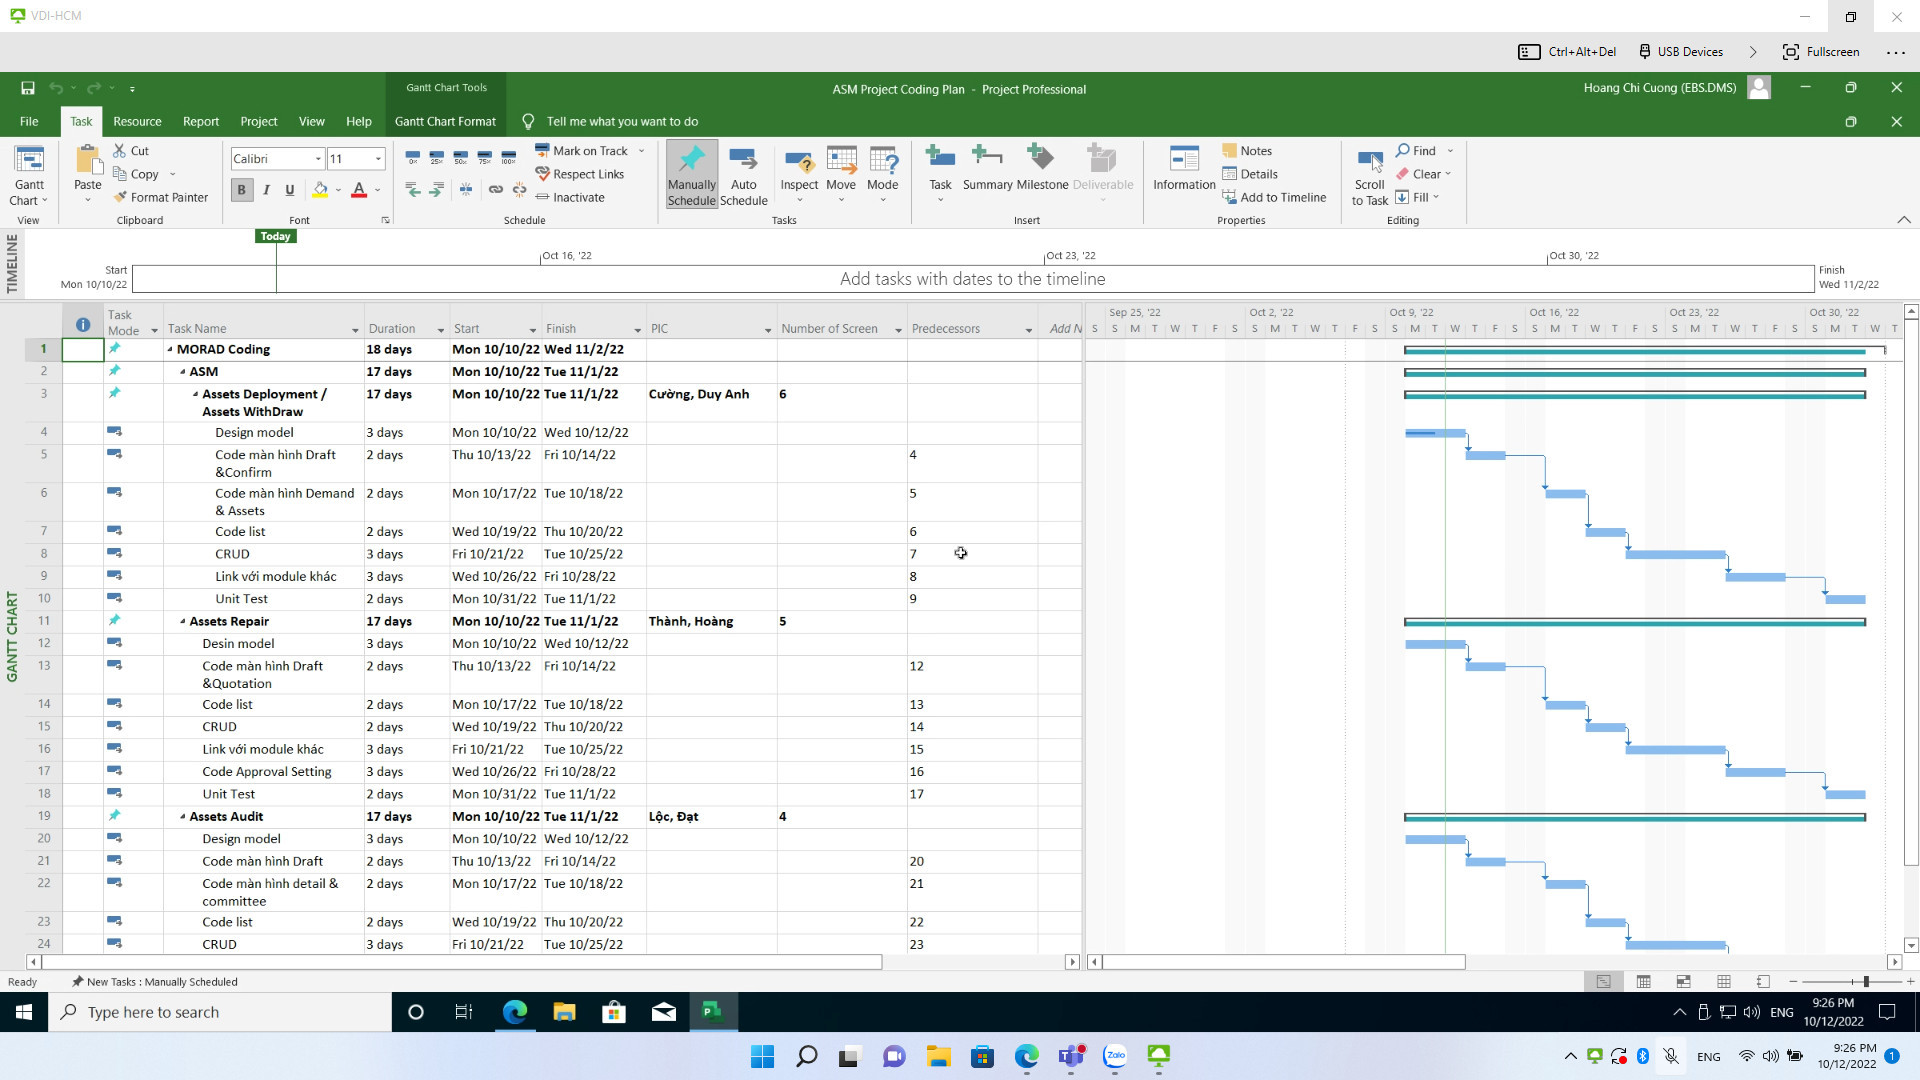 VDI-HCM
Ctrl+Alt+Del USB Devices Fullscreen
Gantt Chart Tools ASM Project Coding Plan - Project Professional Hoang Chi Cuong (EBS.DMS)
File Task Resource Report Project View Help Gantt Chart Format Tell me what you want to do
Gantt Chart
View
Paste
Cut
Copy
Format Painter
Clipboard
Calibri 11
B I U A
Font
0% 25% 50% 75% 100%
Mark on Track
Respect Links
Inactivate
Schedule
Manually Schedule
Auto Schedule
Inspect Move Mode
Tasks
Task Summary Milestone Deliverable
Insert
Information
Notes
Details
Add to Timeline
Properties
Scroll to Task
Find
Clear
Fill
Editing
TIMELINE
Today
Oct 16, '22 Oct 23, '22 Oct 30, '22
Start
Mon 10/10/22
Add tasks with dates to the timeline
Finish
Wed 11/2/22
GANTT CHART
Task Mode Task Name Duration Start Finish PIC Number of Screen Predecessors Add N
Sep 25, '22 Oct 2, '22 Oct 9, '22 Oct 16, '22 Oct 23, '22 Oct 30, '22
S S M T W T F S S M T W T F S S M T W T F S S M T W T F S S M T W T F S S M T W T
1 MORAD Coding 18 days Mon 10/10/22 Wed 11/2/22
2 ASM 17 days Mon 10/10/22 Tue 11/1/22
3 Assets Deployment / 17 days Mon 10/10/22 Tue 11/1/22 Cường, Duy Anh 6
Assets WithDraw
4 Design model 3 days Mon 10/10/22 Wed 10/12/22
5 Code màn hình Draft 2 days Thu 10/13/22 Fri 10/14/22 4
&Confirm
6 Code màn hình Demand 2 days Mon 10/17/22 Tue 10/18/22 5
& Assets
7 Code list 2 days Wed 10/19/22 Thu 10/20/22 6
8 CRUD 3 days Fri 10/21/22 Tue 10/25/22 7
9 Link với module khác 3 days Wed 10/26/22 Fri 10/28/22 8
10 Unit Test 2 days Mon 10/31/22 Tue 11/1/22 9
11 Assets Repair 17 days Mon 10/10/22 Tue 11/1/22 Thành, Hoàng 5
12 Desin model 3 days Mon 10/10/22 Wed 10/12/22
13 Code màn hình Draft 2 days Thu 10/13/22 Fri 10/14/22 12
&Quotation
14 Code list 2 days Mon 10/17/22 Tue 10/18/22 13
15 CRUD 2 days Wed 10/19/22 Thu 10/20/22 14
16 Link với module khác 3 days Fri 10/21/22 Tue 10/25/22 15
17 Code Approval Setting 3 days Wed 10/26/22 Fri 10/28/22 16
18 Unit Test 2 days Mon 10/31/22 Tue 11/1/22 17
19 Assets Audit 17 days Mon 10/10/22 Tue 11/1/22 Lộc, Đạt 4
20 Design model 3 days Mon 10/10/22 Wed 10/12/22
21 Code màn hình Draft 2 days Thu 10/13/22 Fri 10/14/22 20
22 Code màn hình detail & 2 days Mon 10/17/22 Tue 10/18/22 21
committee
23 Code list 2 days Wed 10/19/22 Thu 10/20/22 22
24 CRUD 3 days Fri 10/21/22 Tue 10/25/22 23
Ready New Tasks : Manually Scheduled
Type here to search ENG 9:26 PM
10/12/2022
Zalo ENG 9:26 PM 1
10/12/2022